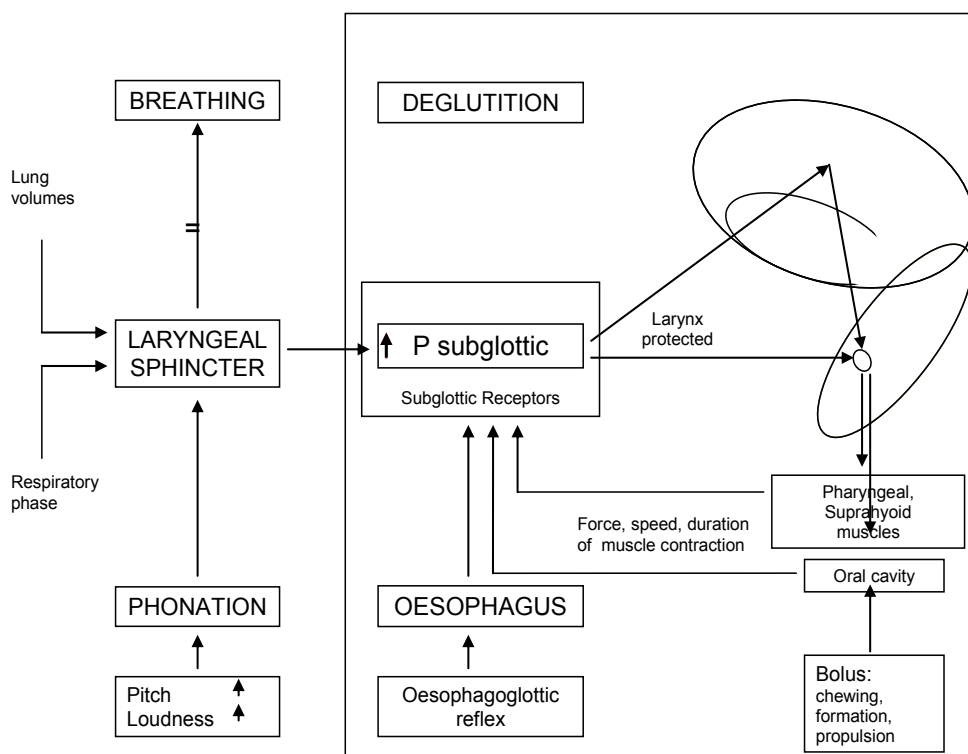 BREATHING
DEGLUTITION
Lung
volumes
=
LARYNGEAL
SPHINCTER
P subglottic
Subglottic Receptors
Larynx
protected
Respiratory
phase
Pharyngeal,
Suprahyoid
muscles
Force, speed, duration
of muscle contraction
Oral cavity
PHONATION
OESOPHAGUS
Pitch
Loudness
Oesophagoglottic
reflex
Bolus:
chewing,
formation,
propulsion